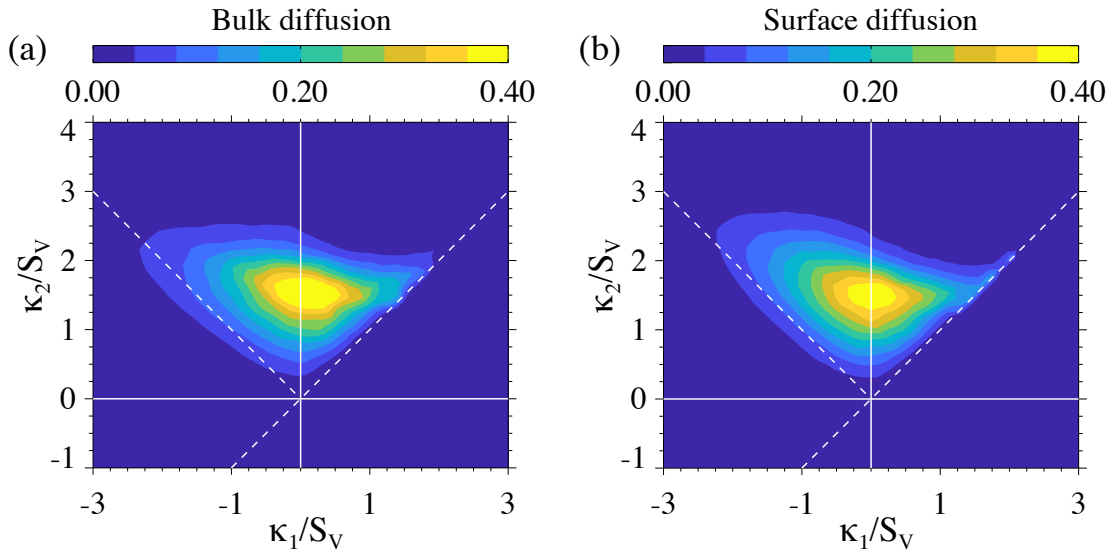 Bulk diffusion
(a)
0.00 0.20 0.40
4
3
2
1
0
-1
κ2/SV
-3 -1 1 3
κ1/SV
Surface diffusion
(b)
0.00 0.20 0.40
4
3
2
1
0
-1
κ2/SV
-3 -1 1 3
κ1/SV